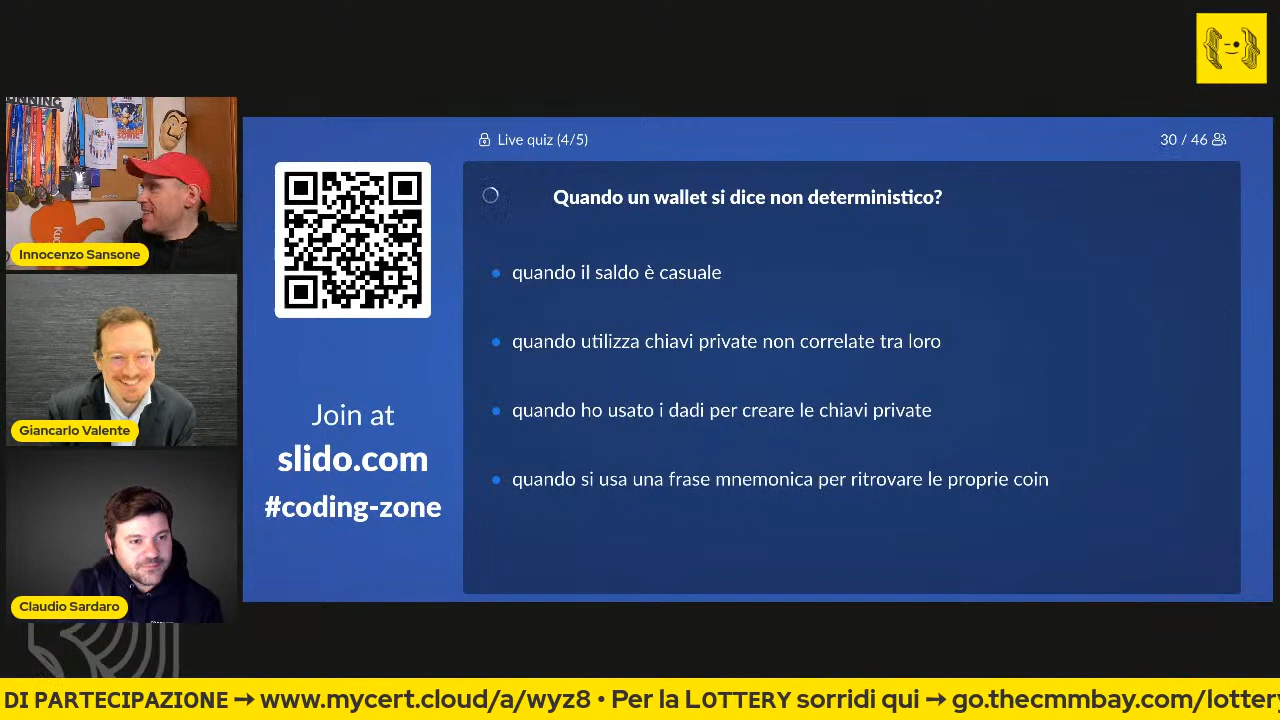 RUNNING
SONIC
Innocenzo Sansone
Giancarlo Valente
Claudio Sardaro
Join at
slido.com
#coding-zone
Live quiz (4/5)
30 / 46
Quando un wallet si dice non deterministico?
quando il saldo è casuale
quando utilizza chiavi private non correlate tra loro
quando ho usato i dadi per creare le chiavi private
quando si usa una frase mnemonica per ritrovare le proprie coin
DI PARTECIPAZIONE → www.mycert.cloud/a/wyz8 • Per la LOTTERY sorridi qui → go.thecmmbay.com/lottery